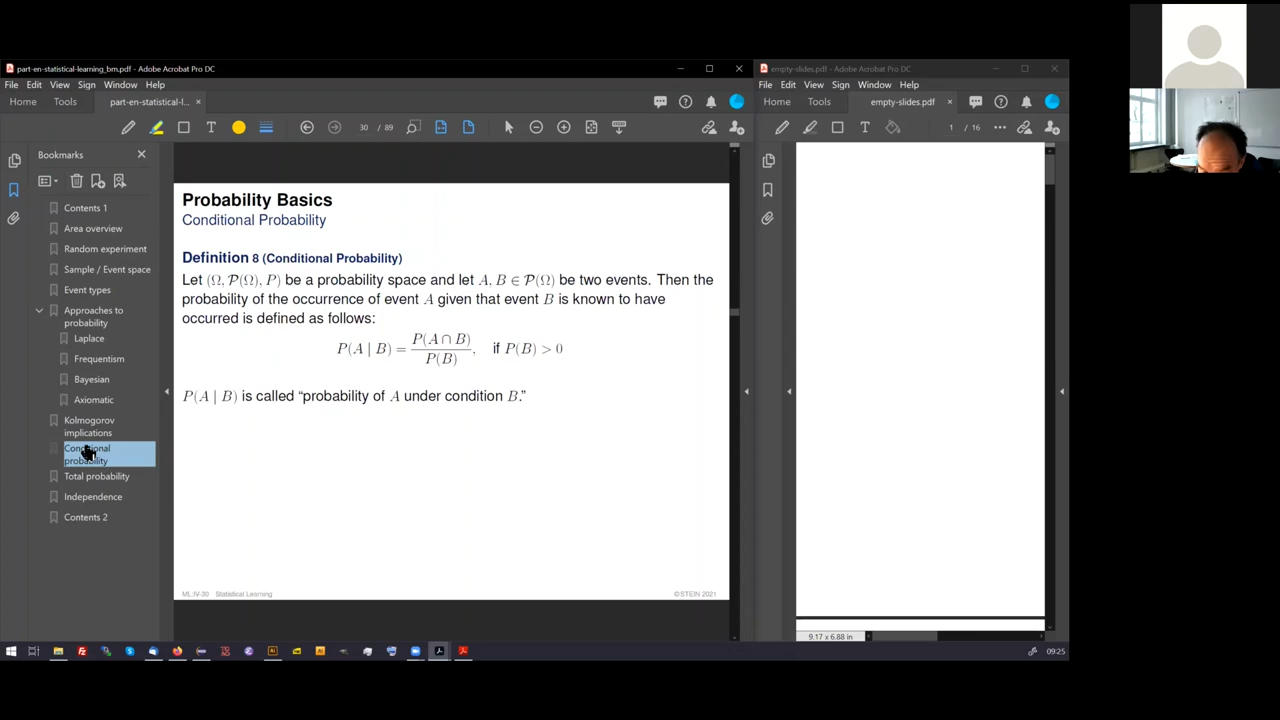 part-en-statistical-learning_bm.pdf - Adobe Acrobat Pro DC
File Edit View Sign Window Help
Home Tools part-en-statistical-l... ×
30 / 89
Bookmarks
Contents 1
Area overview
Random experiment
Sample / Event space
Event types
Approaches to
probability
Laplace
Frequentism
Bayesian
Axiomatic
Kolmogorov
implications
Conditional
probability
Total probability
Independence
Contents 2
Probability Basics
Conditional Probability
Definition 8 (Conditional Probability)
Let (Ω, 𝒫(Ω), P) be a probability space and let A, B ∈ 𝒫(Ω) be two events. Then the
probability of the occurrence of event A given that event B is known to have
occurred is defined as follows:
P(A | B) = P(A ∩ B) / P(B), if P(B) > 0
P(A | B) is called “probability of A under condition B.”
ML:IV-30 Statistical Learning ©STEIN 2021
empty-slides.pdf - Adobe Acrobat Pro DC
File Edit View Sign Window Help
Home Tools empty-slides.pdf ×
1 / 16
9.17 x 6.88 in
09:25